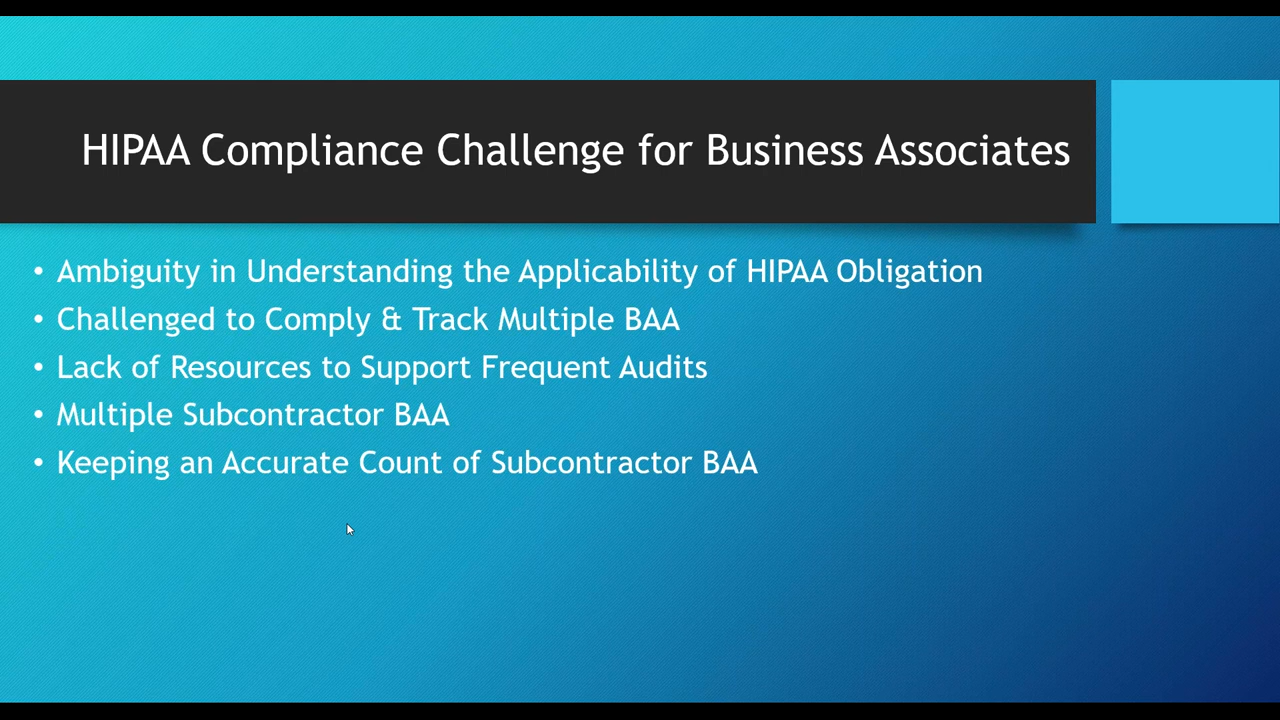 HIPAA Compliance Challenge for Business Associates
• Ambiguity in Understanding the Applicability of HIPAA Obligation
• Challenged to Comply & Track Multiple BAA
• Lack of Resources to Support Frequent Audits
• Multiple Subcontractor BAA
• Keeping an Accurate Count of Subcontractor BAA